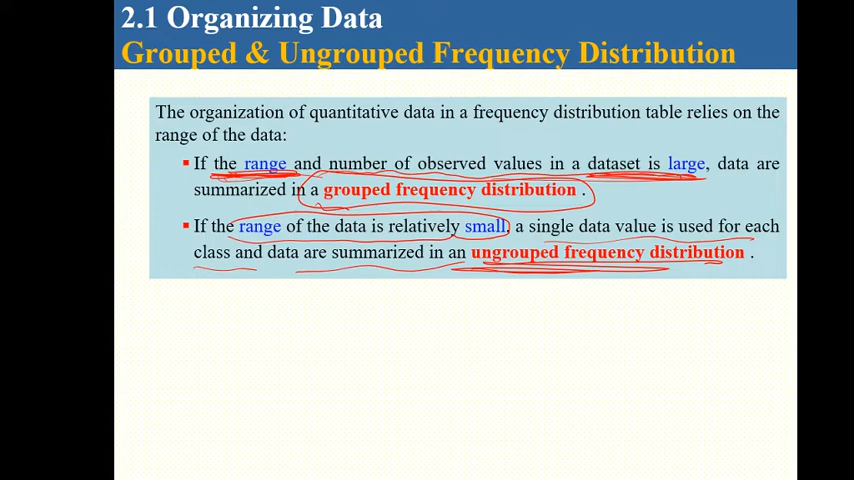 2.1 Organizing Data
Grouped & Ungrouped Frequency Distribution
The organization of quantitative data in a frequency distribution table relies on the
range of the data:
▪ If the range and number of observed values in a dataset is large, data are
summarized in a grouped frequency distribution .
▪ If the range of the data is relatively small, a single data value is used for each
class and data are summarized in an ungrouped frequency distribution .